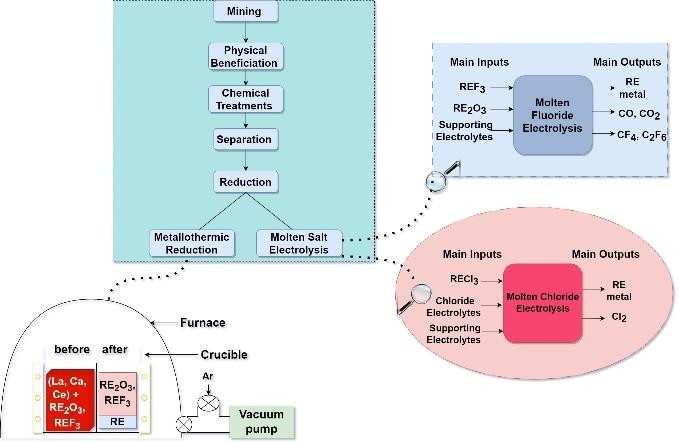 Mining
Physical
Beneficiation
Chemical
Treatments
Separation
Reduction
Metallothermic
Reduction
Molten Salt
Electrolysis
Main Inputs
Main Outputs
REF₃
RE₂O₃
Supporting
Electrolytes
Molten
Fluoride
Electrolysis
RE
metal
CO, CO₂
CF₄, C₂F₆
Main Inputs
Main Outputs
RECl₃
Chloride
Electrolytes
Supporting
Electrolytes
Molten Chloride
Electrolysis
RE
metal
Cl₂
Furnace
before after
Crucible
(La, Ca,
Ce) +
RE₂O₃,
REF₃
RE₂O₃,
REF₃
RE
Ar
Vacuum
pump